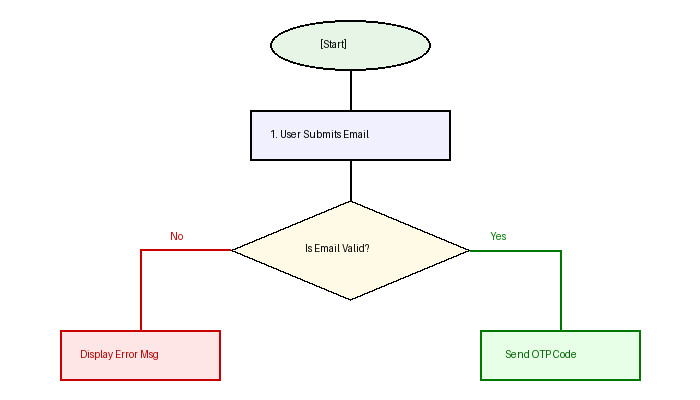 [Start]
1. User Submits Email
Is Email Valid?
No
Yes
Display Error Msg
Send OTP Code